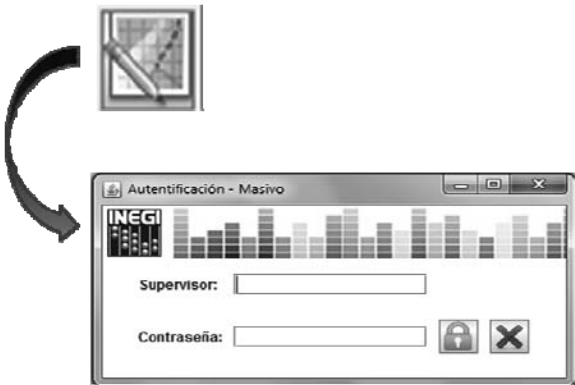 Autentificación - Masivo
INEGI
Supervisor:
Contraseña: